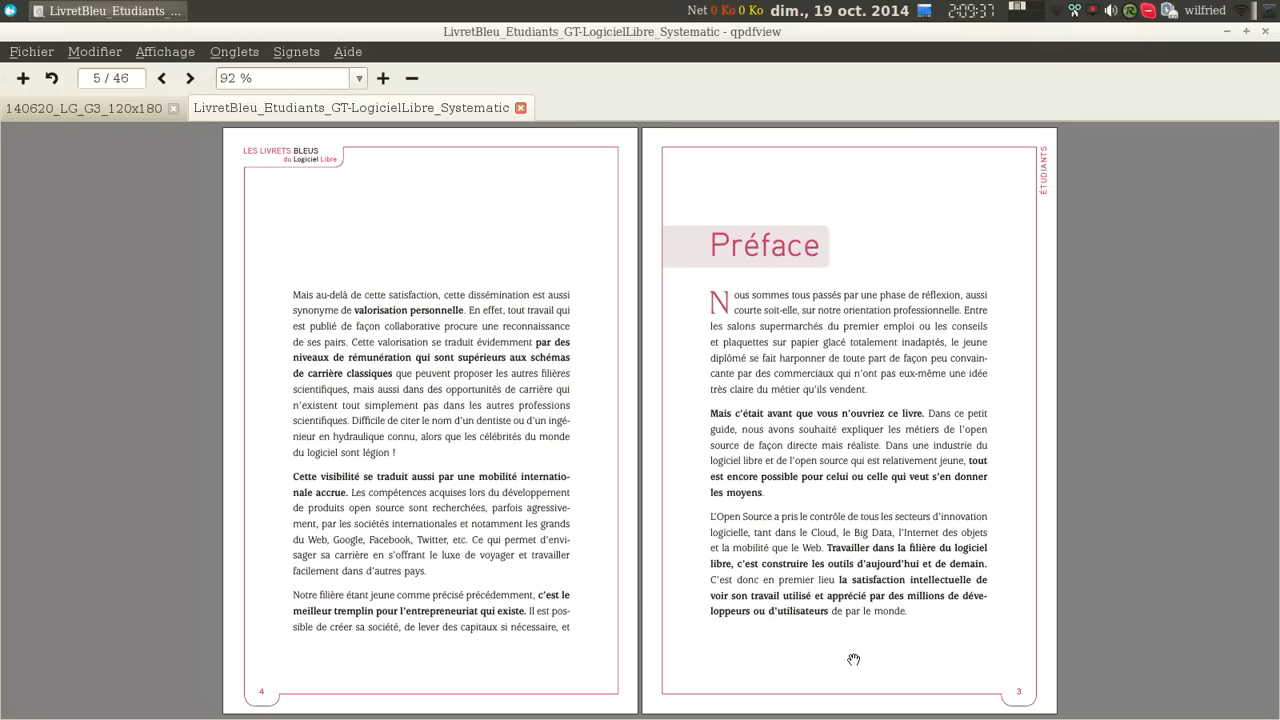 LivretBleu_Etudiants_...
Net 0 Ko 0 Ko dim., 19 oct. 2014
wilfried
LivretBleu_Etudiants_GT-LogicielLibre_Systematic - qpdfview
Fichier Modifier Affichage Onglets Signets Aide
5 / 46
92 %
140620_LG_G3_120x180
LivretBleu_Etudiants_GT-LogicielLibre_Systematic
LES LIVRETS BLEUS
du Logiciel Libre
Mais au-delà de cette satisfaction, cette dissémination est aussi
synonyme de valorisation personnelle. En effet, tout travail qui
est publié de façon collaborative procure une reconnaissance
de ses pairs. Cette valorisation se traduit évidemment par des
niveaux de rémunération qui sont supérieurs aux schémas
de carrière classiques que peuvent proposer les autres filières
scientifiques, mais aussi dans des opportunités de carrière qui
n'existent tout simplement pas dans les autres professions
scientifiques. Difficile de citer le nom d'un dentiste ou d'un ingé-
nieur en hydraulique connu, alors que les célébrités du monde
du logiciel sont légion !
Cette visibilité se traduit aussi par une mobilité internatio-
nale accrue. Les compétences acquises lors du développement
de produits open source sont recherchées, parfois agressive-
ment, par les sociétés internationales et notamment les grands
du Web, Google, Facebook, Twitter, etc. Ce qui permet d'envi-
sager sa carrière en s'offrant le luxe de voyager et travailler
facilement dans d'autres pays.
Notre filière étant jeune comme précisé précédemment, c'est le
meilleur tremplin pour l'entrepreneuriat qui existe. Il est pos-
sible de créer sa société, de lever des capitaux si nécessaire, et
4
ÉTUDIANTS
Préface
Nous sommes tous passés par une phase de réflexion, aussi
courte soit-elle, sur notre orientation professionnelle. Entre
les salons supermarchés du premier emploi ou les conseils
et plaquettes sur papier glacé totalement inadaptés, le jeune
diplômé se fait harponner de toute part de façon peu convain-
cante par des commerciaux qui n'ont pas eux-même une idée
très claire du métier qu'ils vendent.
Mais c'était avant que vous n'ouvriez ce livre. Dans ce petit
guide, nous avons souhaité expliquer les métiers de l'open
source de façon directe mais réaliste. Dans une industrie du
logiciel libre et de l'open source qui est relativement jeune, tout
est encore possible pour celui ou celle qui veut s'en donner
les moyens.
L'Open Source a pris le contrôle de tous les secteurs d'innovation
logicielle, tant dans le Cloud, le Big Data, l'Internet des objets
et la mobilité que le Web. Travailler dans la filière du logiciel
libre, c'est construire les outils d'aujourd'hui et de demain.
C'est donc en premier lieu la satisfaction intellectuelle de
voir son travail utilisé et apprécié par des millions de déve-
loppeurs ou d'utilisateurs de par le monde.
3